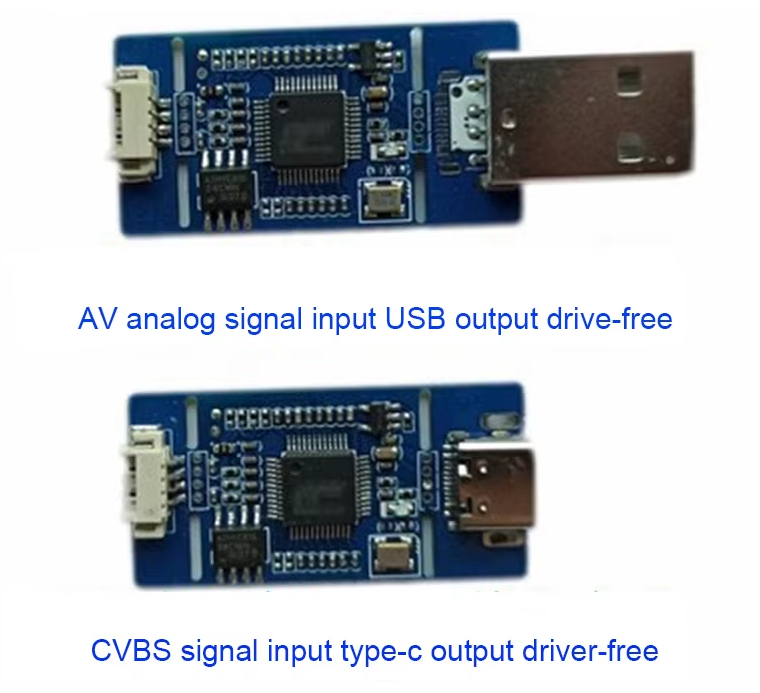 AV analog signal input USB output drive-free
CVBS signal input type-c output driver-free